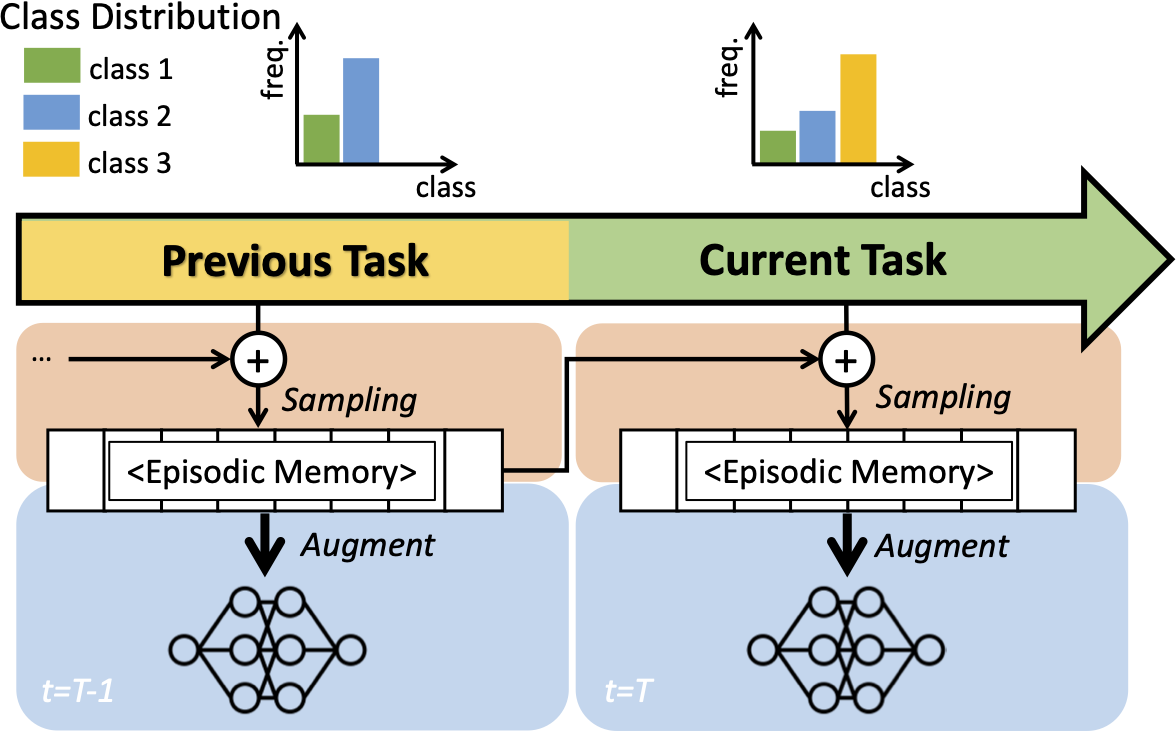 Class Distribution
class 1
class 2
class 3
freq.
class
freq.
class
Previous Task
Current Task
...
+
Sampling
<Episodic Memory>
Augment
t=T-1
+
Sampling
<Episodic Memory>
Augment
t=T